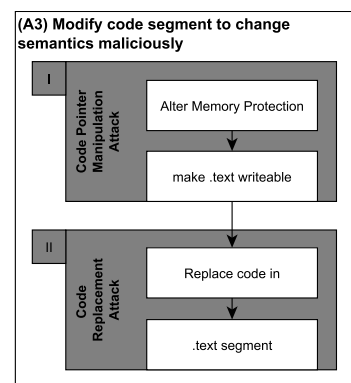 (A3) Modify code segment to change
semantics maliciously
I
Code Pointer
Manipulation
Attack
Alter Memory Protection
make .text writeable
II
Code
Replacement
Attack
Replace code in
.text segment